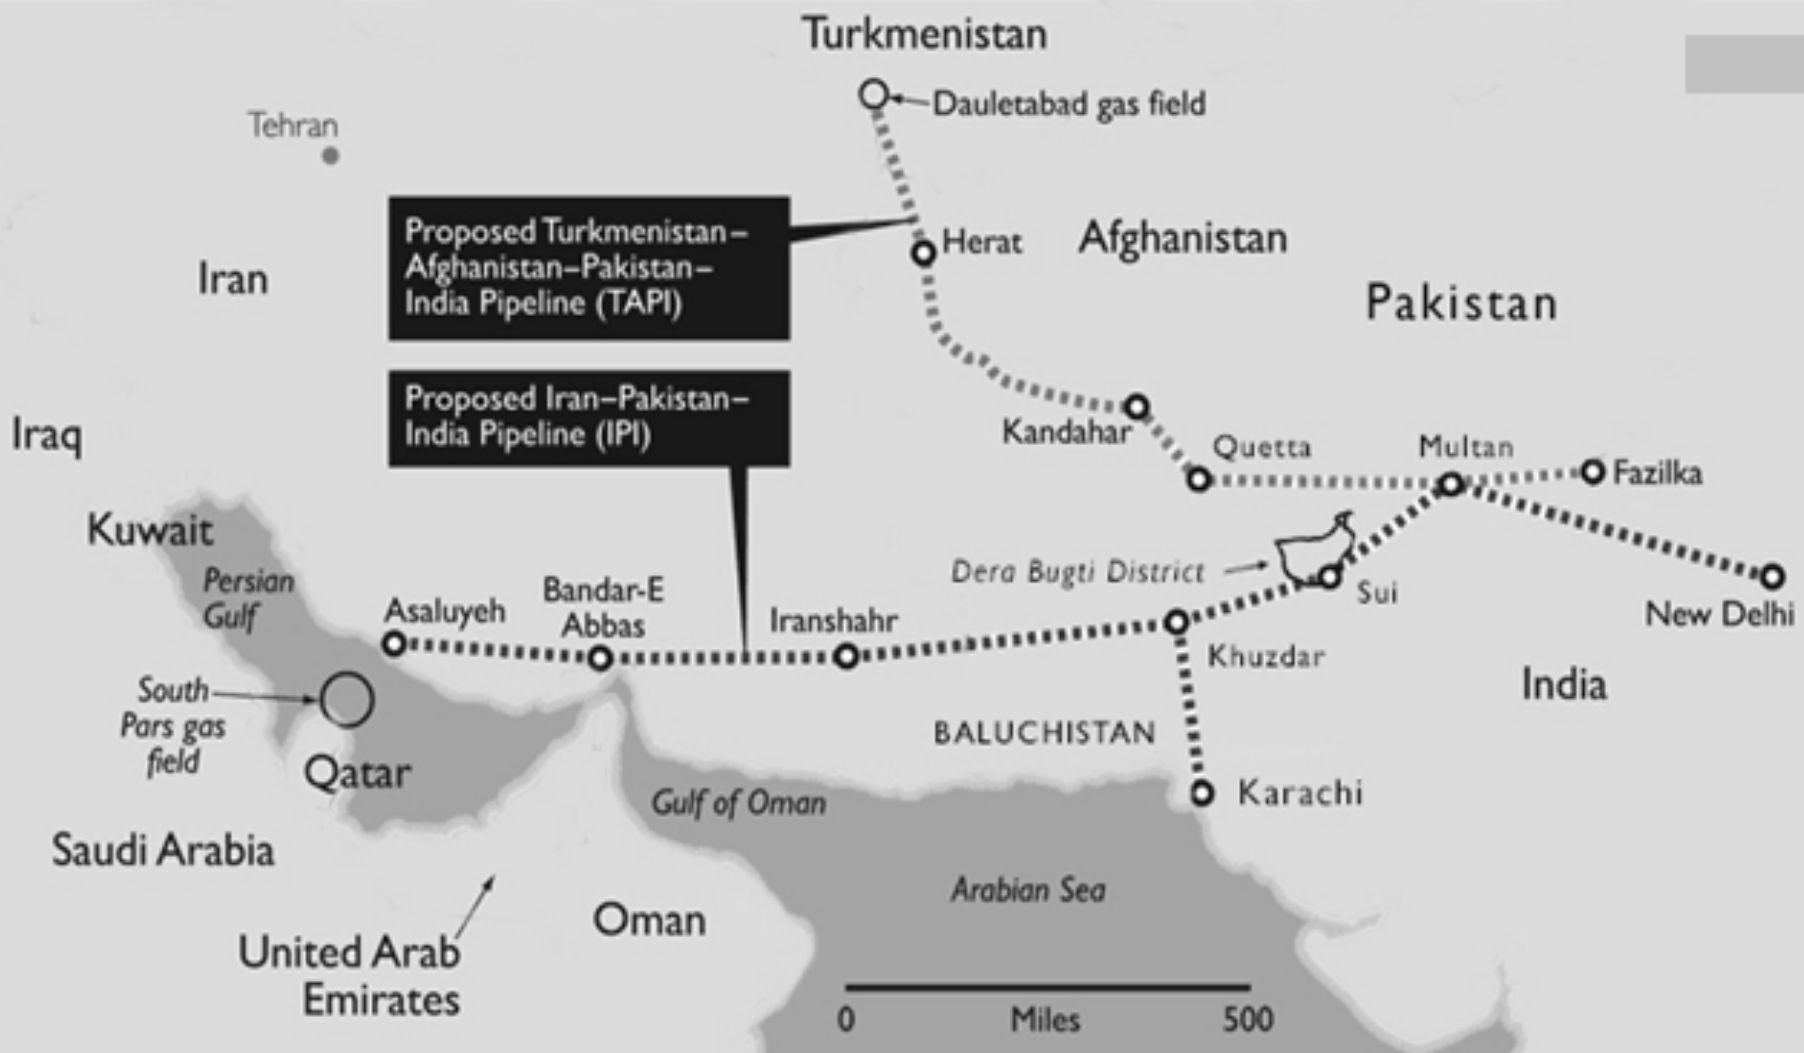 Turkmenistan
Dauletabad gas field
Tehran
Proposed Turkmenistan–
Afghanistan–Pakistan–
India Pipeline (TAPI)
Herat
Afghanistan
Iran
Pakistan
Proposed Iran–Pakistan–
India Pipeline (IPI)
Iraq
Kandahar
Quetta
Multan
Fazilka
Kuwait
Persian
Gulf
Asaluyeh
Bandar-E
Abbas
Iranshahr
Dera Bugti District
Sui
New Delhi
Khuzdar
India
South
Pars gas
field
BALUCHISTAN
Qatar
Gulf of Oman
Karachi
Saudi Arabia
Arabian Sea
Oman
United Arab
Emirates
0 Miles 500